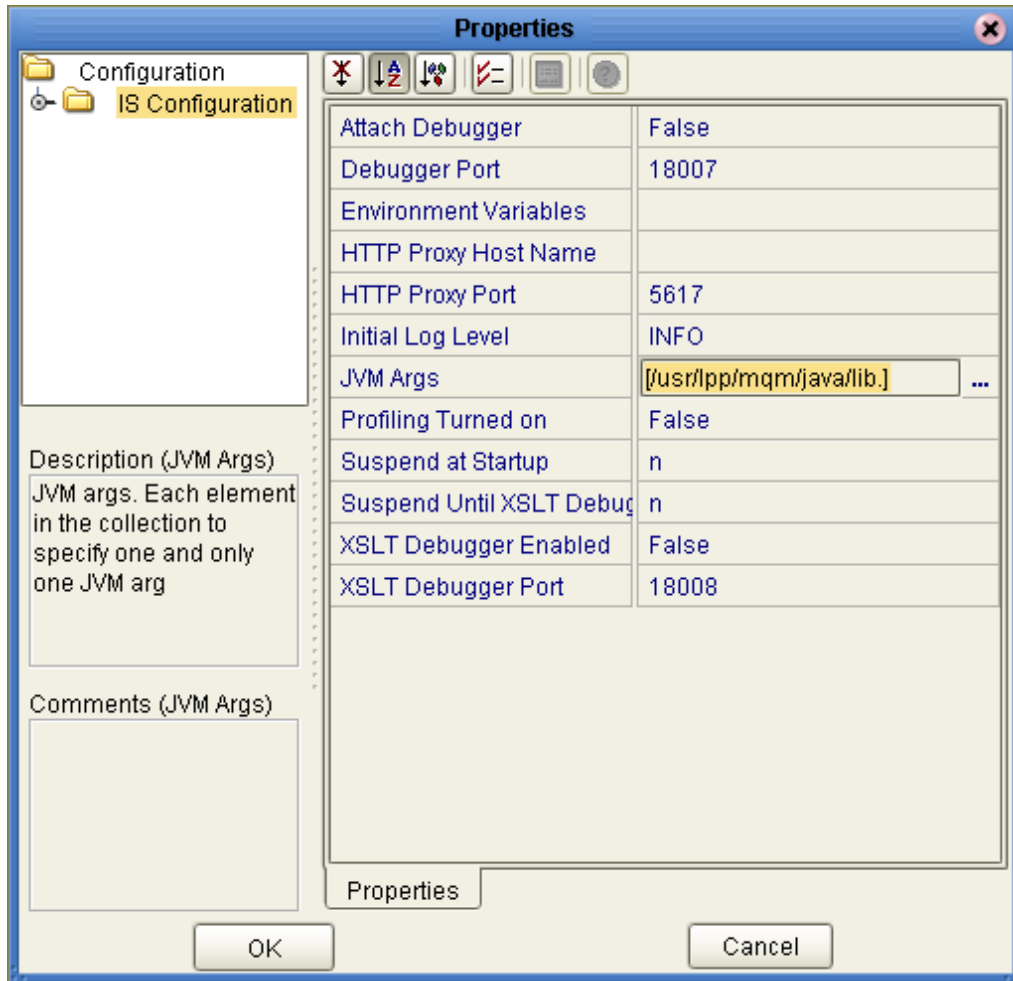 Properties
Configuration
IS Configuration
Attach Debugger False
Debugger Port 18007
Environment Variables
HTTP Proxy Host Name
HTTP Proxy Port 5617
Initial Log Level INFO
JVM Args [/usr/lpp/mqm/java/lib.] ...
Profiling Turned on False
Suspend at Startup n
Suspend Until XSLT Debug n
XSLT Debugger Enabled False
XSLT Debugger Port 18008
Description (JVM Args)
JVM args. Each element
in the collection to
specify one and only
one JVM arg
Comments (JVM Args)
Properties
OK Cancel